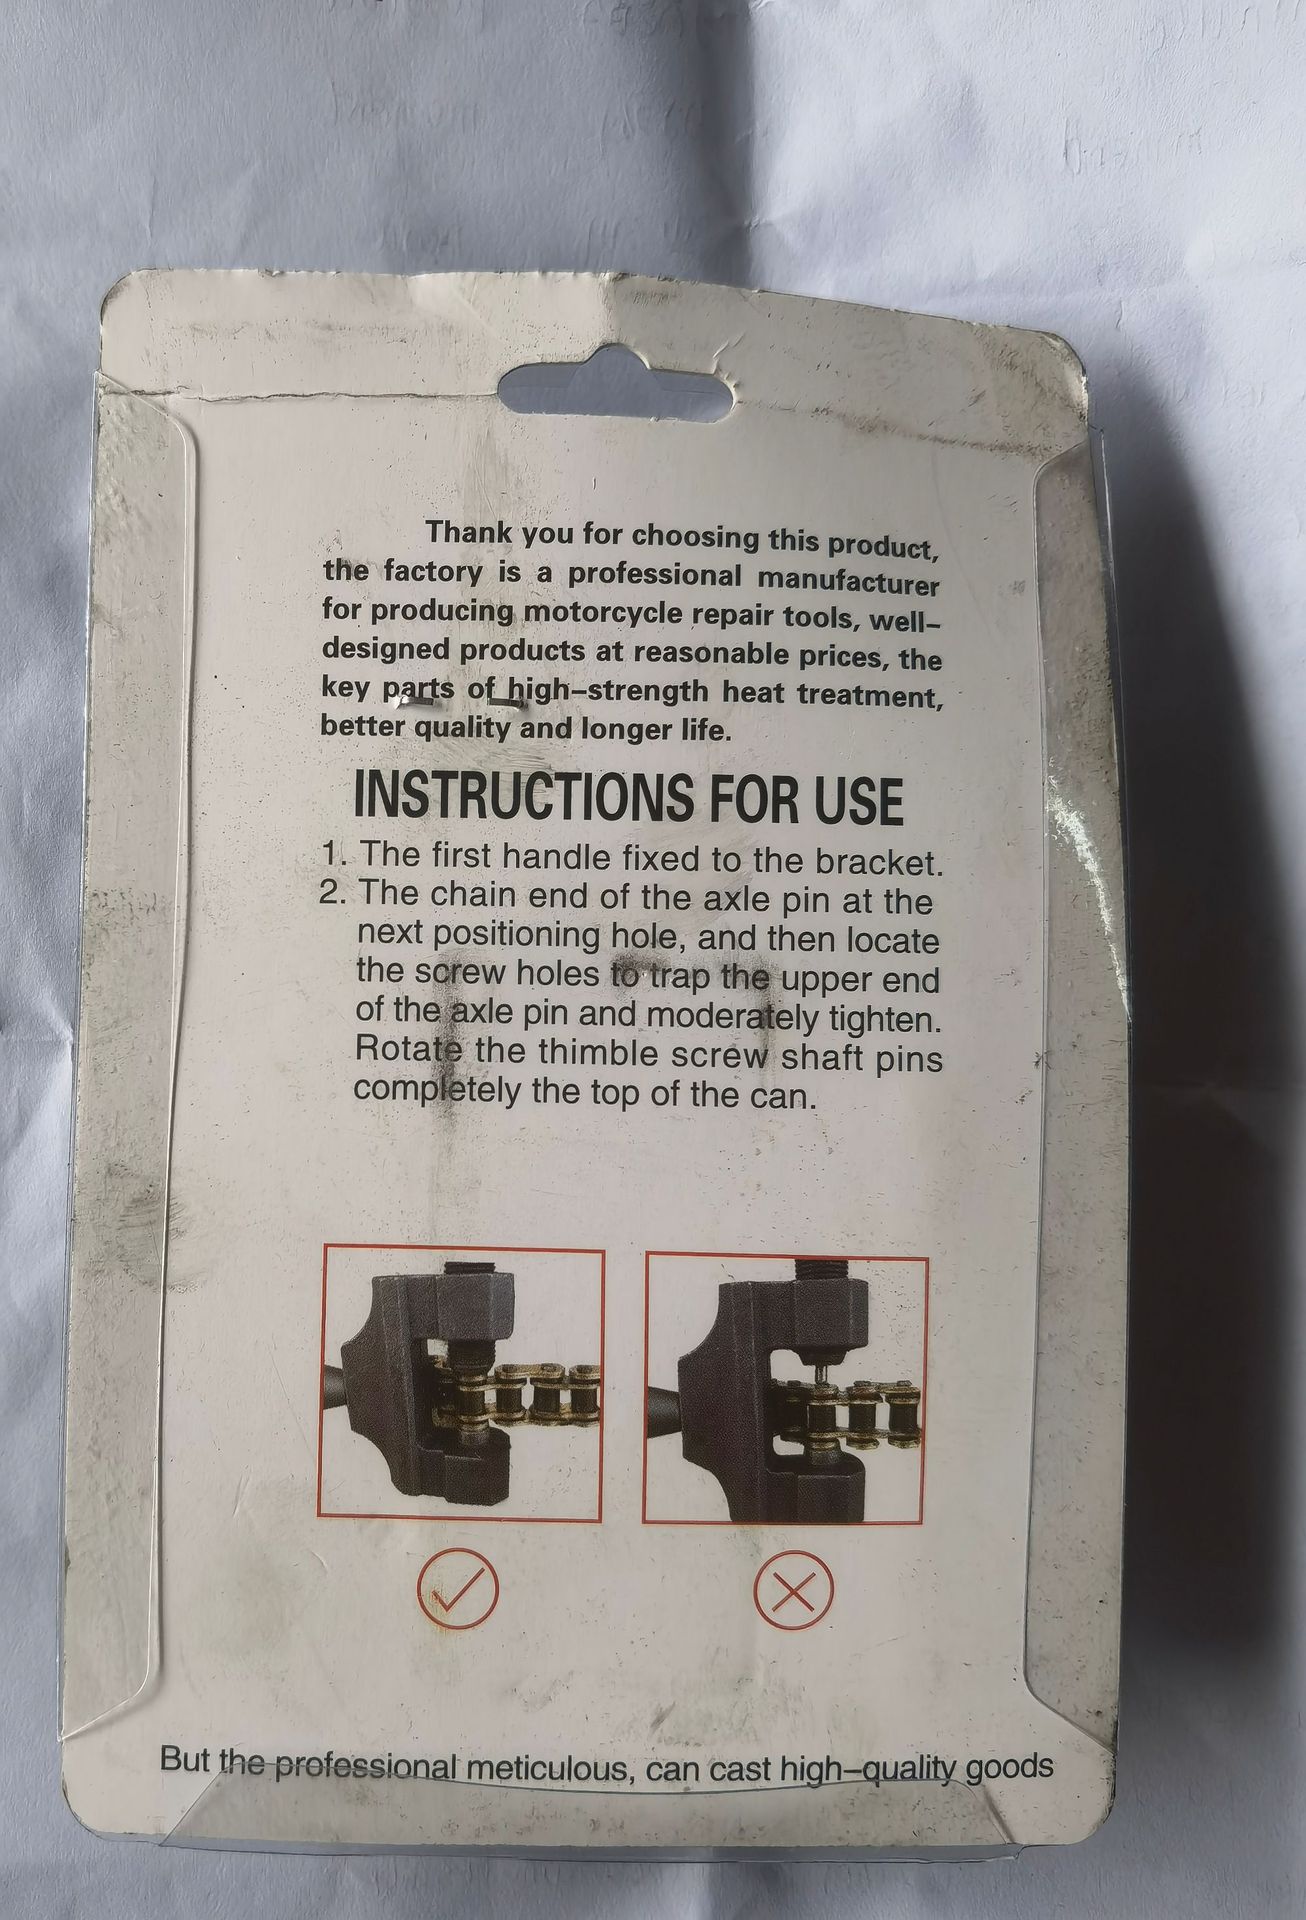 Thank you for choosing this product,
the factory is a professional manufacturer
for producing motorcycle repair tools, well–
designed products at reasonable prices, the
key parts of high–strength heat treatment,
better quality and longer life.
INSTRUCTIONS FOR USE
1. The first handle fixed to the bracket.
2. The chain end of the axle pin at the
next positioning hole, and then locate
the screw holes to trap the upper end
of the axle pin and moderately tighten.
Rotate the thimble screw shaft pins
completely the top of the can.
But the professional meticulous, can cast high–quality goods